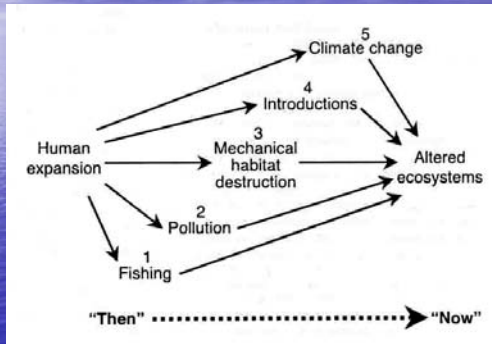 5
Climate change
4
Introductions
3
Mechanical
habitat
destruction
Human
expansion
Altered
ecosystems
2
Pollution
1
Fishing
"Then"
"Now"